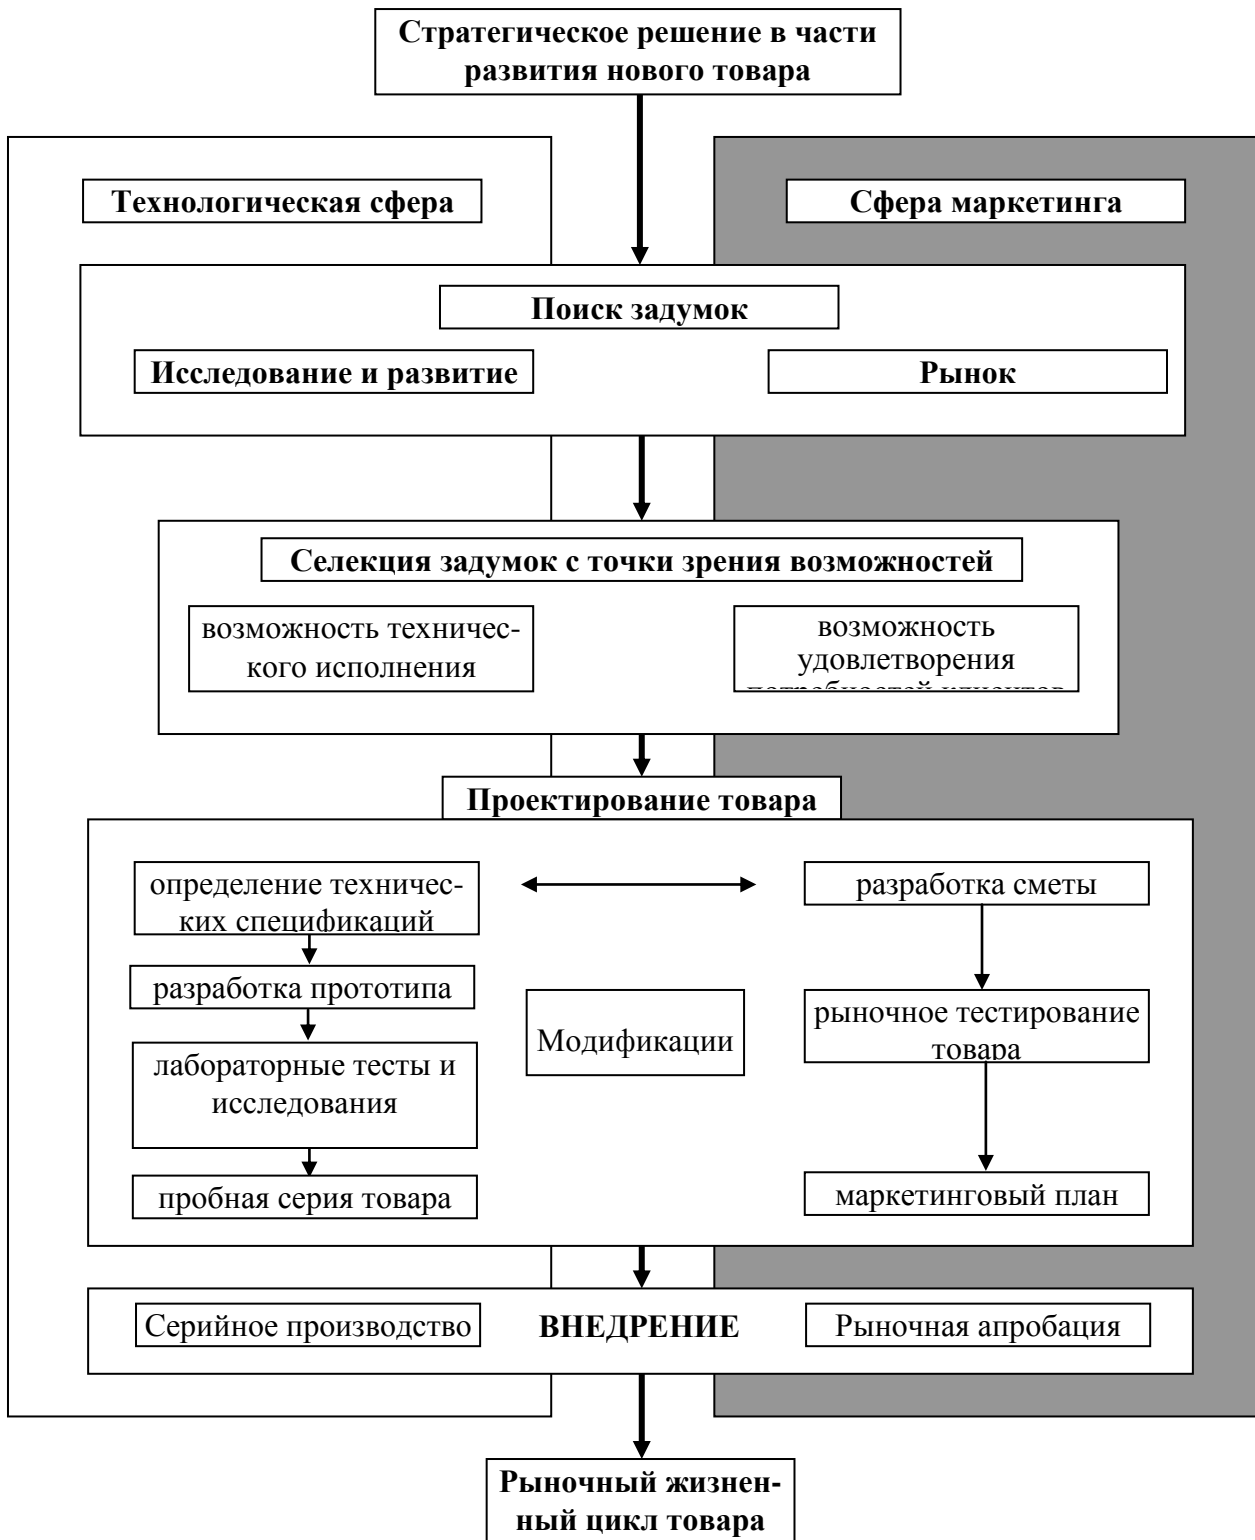 Стратегическое решение в части
развития нового товара
Технологическая сфера
Сфера маркетинга
Поиск задумок
Исследование и развитие
Рынок
Селекция задумок с точки зрения возможностей
возможность техничес-
кого исполнения
возможность
удовлетворения
потребностей клиентов
Проектирование товара
определение техничес-
ких спецификаций
разработка сметы
разработка прототипа
Модификации
рыночное тестирование
товара
лабораторные тесты и
исследования
пробная серия товара
маркетинговый план
Серийное производство
ВНЕДРЕНИЕ
Рыночная апробация
Рыночный жизнен-
ный цикл товара